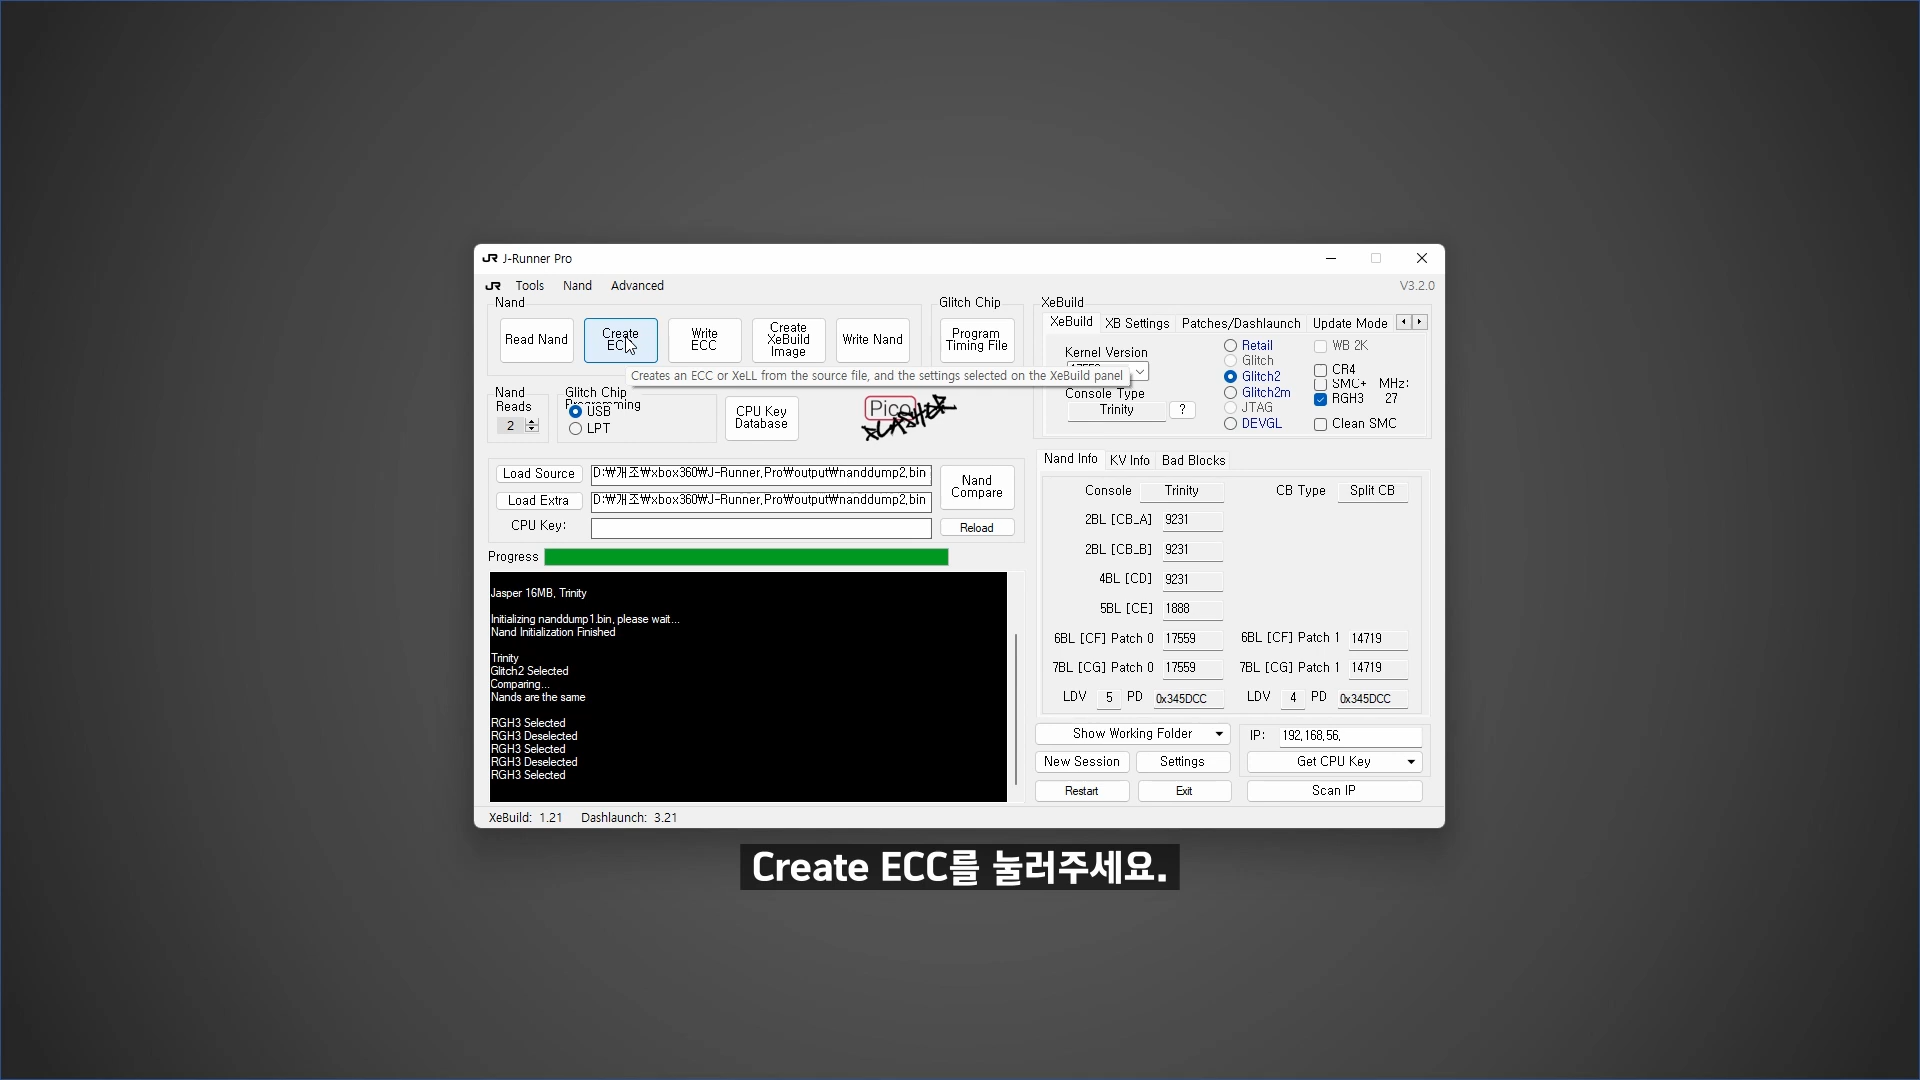 J-Runner Pro
Tools Nand Advanced V3.2.0
Nand
Read Nand
Create
ECC
Write
ECC
Create
XeBuild
Image
Write Nand
Glitch Chip
Program
Timing File
XeBuild
XeBuild XB Settings Patches/Dashlaunch Update Mode
Kernel Version
Creates an ECC or XeLL from the source file, and the settings selected on the XeBuild panel
Console Type
Trinity ?
Retail
Glitch
Glitch2
Glitch2m
JTAG
DEVGL
WB 2K
CR4
SMC+ MHz:
RGH3 27
Clean SMC
Nand
Reads
2
Glitch Chip
Programming
USB
LPT
CPU Key
Database
Pico
FLASHER
Load Source D:₩개조₩xbox360₩J-Runner.Pro₩output₩nanddump2.bin
Load Extra D:₩개조₩xbox360₩J-Runner.Pro₩output₩nanddump2.bin
CPU Key:
Nand
Compare
Reload
Progress
Jasper 16MB, Trinity
Initializing nanddump1.bin, please wait...
Nand Initialization Finished
Trinity
Glitch2 Selected
Comparing...
Nands are the same
RGH3 Selected
RGH3 Deselected
RGH3 Selected
RGH3 Deselected
RGH3 Selected
Nand Info KV Info Bad Blocks
Console Trinity CB Type Split CB
2BL [CB_A] 9231
2BL [CB_B] 9231
4BL [CD] 9231
5BL [CE] 1888
6BL [CF] Patch 0 17559 6BL [CF] Patch 1 14719
7BL [CG] Patch 0 17559 7BL [CG] Patch 1 14719
LDV 5 PD 0x345DCC LDV 4 PD 0x345DCC
Show Working Folder
New Session Settings
Restart Exit
IP: 192.168.56.
Get CPU Key
Scan IP
XeBuild: 1.21 Dashlaunch: 3.21
Create ECC를 눌러주세요.